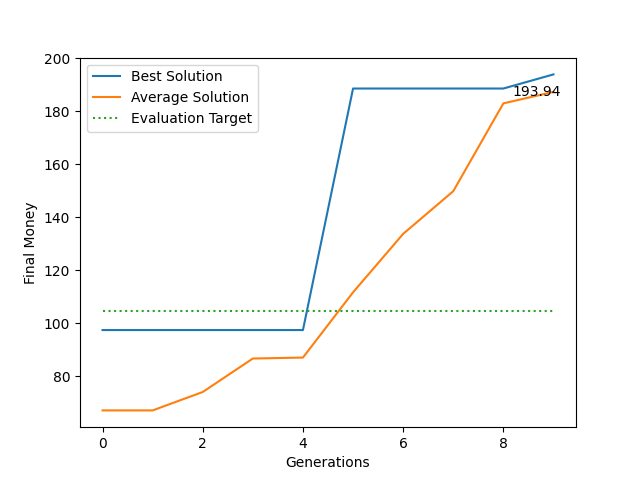 Best Solution
Average Solution
Evaluation Target
193.94
200
180
160
140
120
100
80
Final Money
0 2 4 6 8
Generations